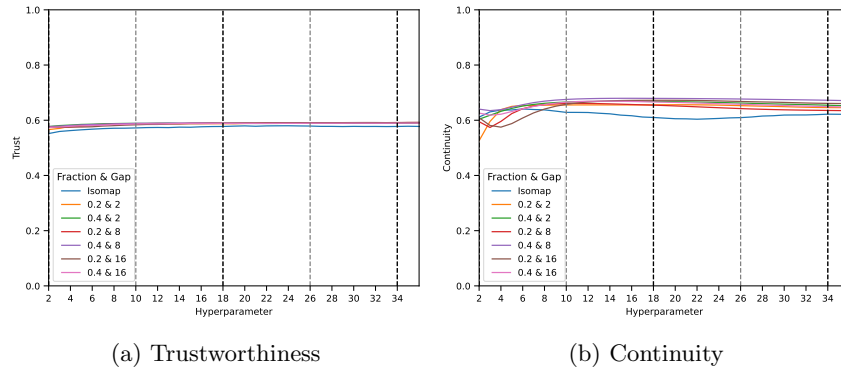 1.0
0.8
0.6
0.4
0.2
0.0
Trust
Fraction & Gap
Isomap
0.2 & 2
0.4 & 2
0.2 & 8
0.4 & 8
0.2 & 16
0.4 & 16
2 4 6 8 10 12 14 16 18 20 22 24 26 28 30 32 34
Hyperparameter
(a) Trustworthiness
1.0
0.8
0.6
0.4
0.2
0.0
Continuity
Fraction & Gap
Isomap
0.2 & 2
0.4 & 2
0.2 & 8
0.4 & 8
0.2 & 16
0.4 & 16
2 4 6 8 10 12 14 16 18 20 22 24 26 28 30 32 34
Hyperparameter
(b) Continuity